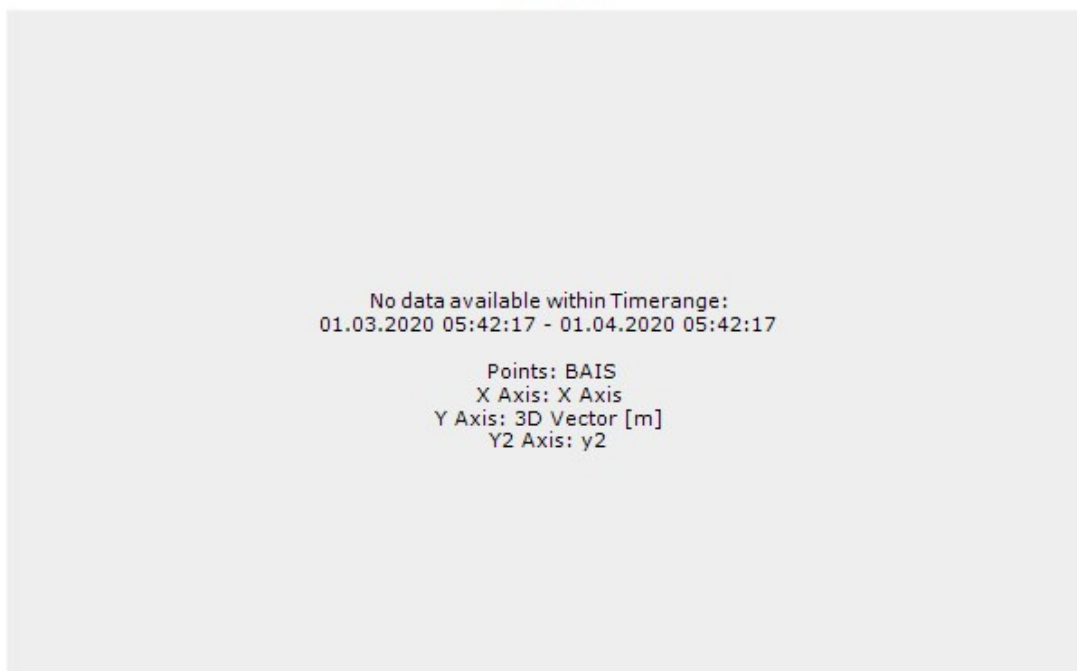 No data available within Timerange:
01.03.2020 05:42:17 - 01.04.2020 05:42:17
Points: BAIS
X Axis: X Axis
Y Axis: 3D Vector [m]
Y2 Axis: y2